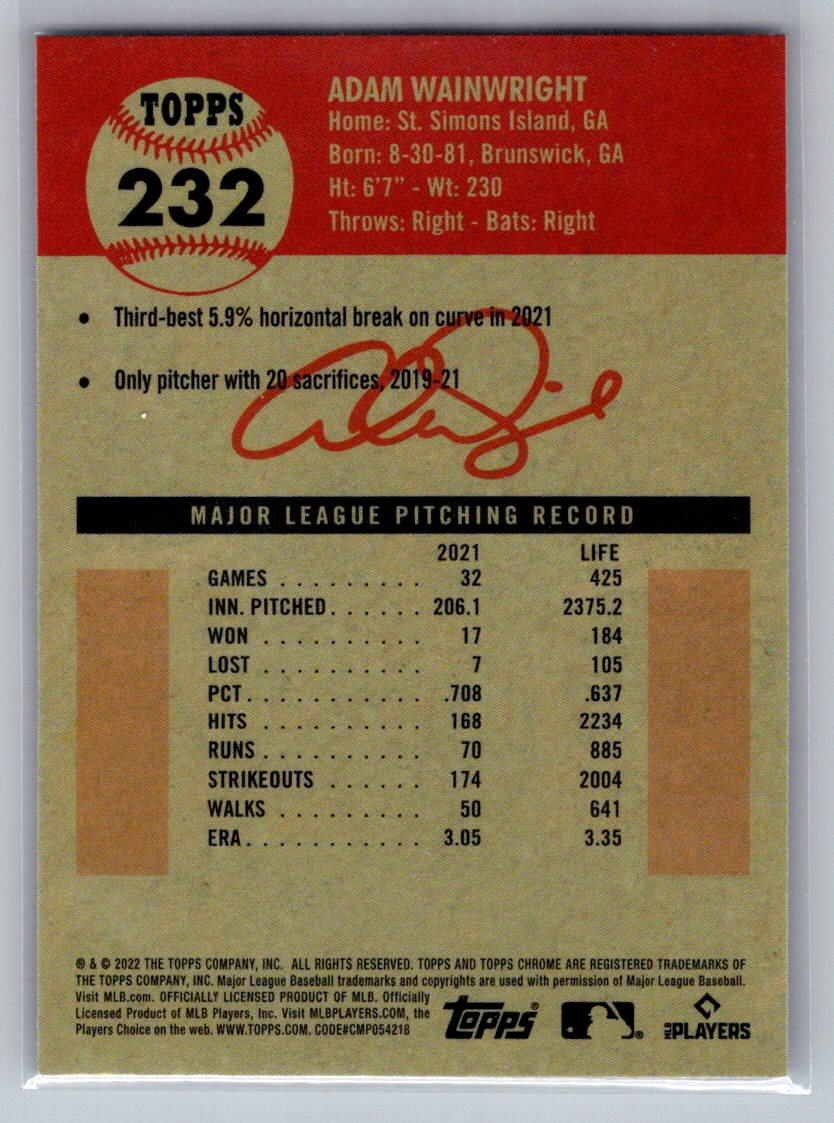 TOPPS
232
ADAM WAINWRIGHT
Home: St. Simons Island, GA
Born: 8-30-81, Brunswick, GA
Ht: 6'7" - Wt: 230
Throws: Right - Bats: Right
• Third-best 5.9% horizontal break on curve in 2021
• Only pitcher with 20 sacrifices, 2019-21
MAJOR LEAGUE PITCHING RECORD
2021 LIFE
GAMES . . . . . . . . . 32 425
INN. PITCHED. . . . . . 206.1 2375.2
WON . . . . . . . . . . 17 184
LOST . . . . . . . . . . 7 105
PCT. . . . . . . . . . . .708 .637
HITS . . . . . . . . . . 168 2234
RUNS. . . . . . . . . . 70 885
STRIKEOUTS . . . . . . 174 2004
WALKS . . . . . . . . . 50 641
ERA. . . . . . . . . . . 3.05 3.35
® & © 2022 THE TOPPS COMPANY, INC. ALL RIGHTS RESERVED. TOPPS AND TOPPS CHROME ARE REGISTERED TRADEMARKS OF
THE TOPPS COMPANY, INC. Major League Baseball trademarks and copyrights are used with permission of Major League Baseball.
Visit MLB.com. OFFICIALLY LICENSED PRODUCT OF MLB. Officially
Licensed Product of MLB Players, Inc. Visit MLBPLAYERS.COM, the
Players Choice on the web. WWW.TOPPS.COM. CODE#CMP054218
Topps®
MLB PLAYERS